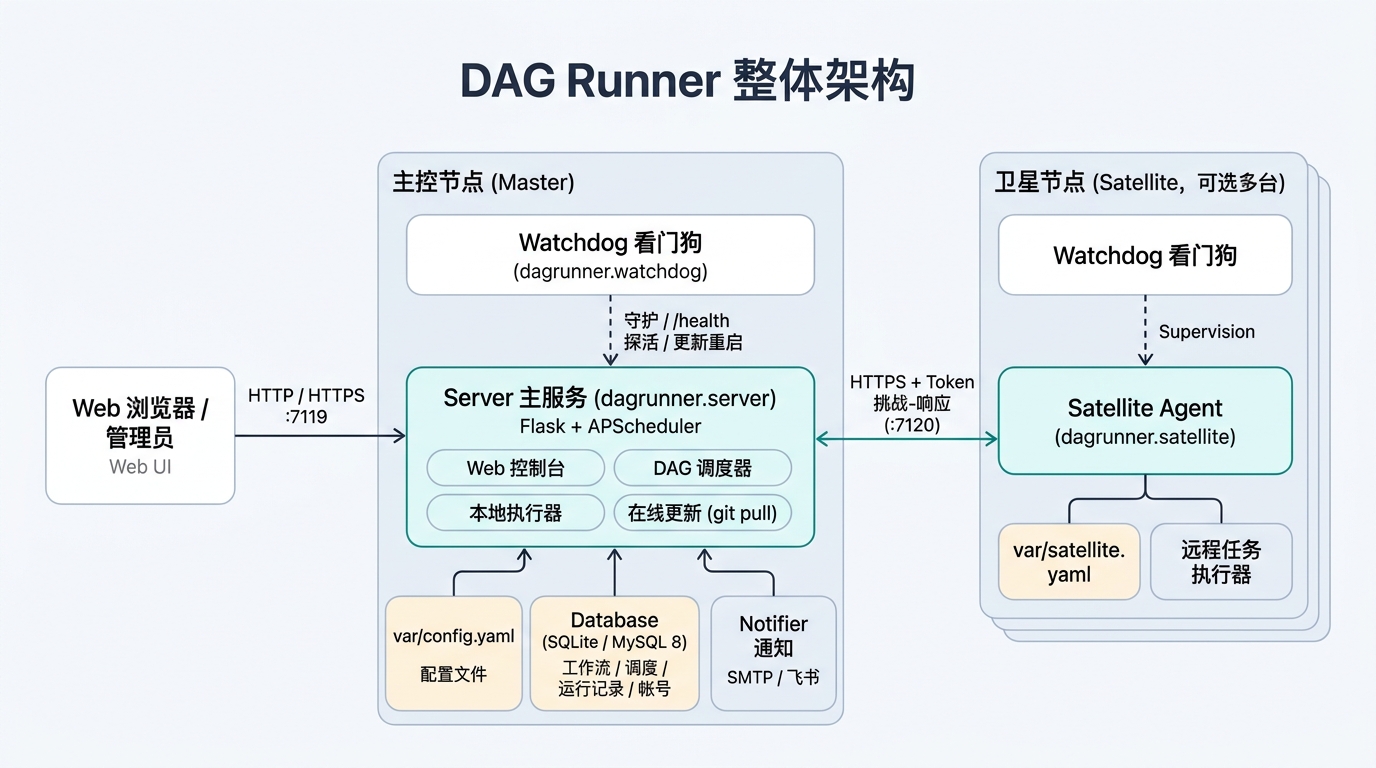 DAG Runner 整体架构
主控节点 (Master)
Watchdog 看门狗
(dagrunner.watchdog)
守护 / /health
探活 / 更新重启
Web 浏览器 /
管理员
Web UI
HTTP / HTTPS
:7119
Server 主服务 (dagrunner.server)
Flask + APScheduler
Web 控制台
DAG 调度器
本地执行器
在线更新 (git pull)
var/config.yaml
配置文件
Database
(SQLite / MySQL 8)
工作流 / 调度 /
运行记录 / 帐号
Notifier
通知
SMTP / 飞书
HTTPS + Token
挑战-响应
(:7120)
卫星节点 (Satellite，可选多台)
Watchdog 看门狗
Supervision
Satellite Agent
(dagrunner.satellite)
var/satellite.
yaml
远程任务
执行器